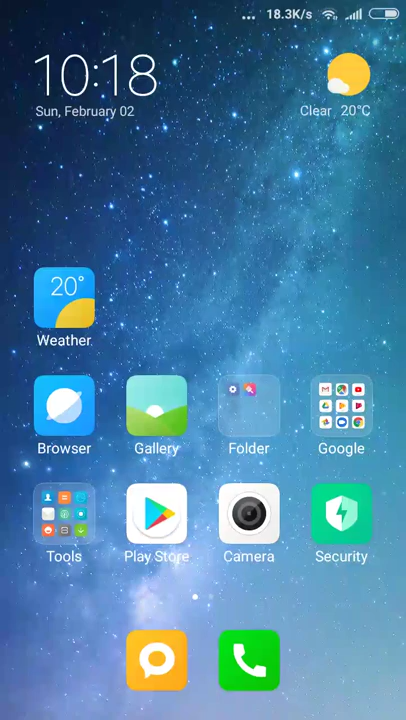 ... 18.3K/s
10:18
Sun, February 02
Clear 20°C
20°
Weather
Browser
Gallery
Folder
Google
Tools
Play Store
Camera
Security